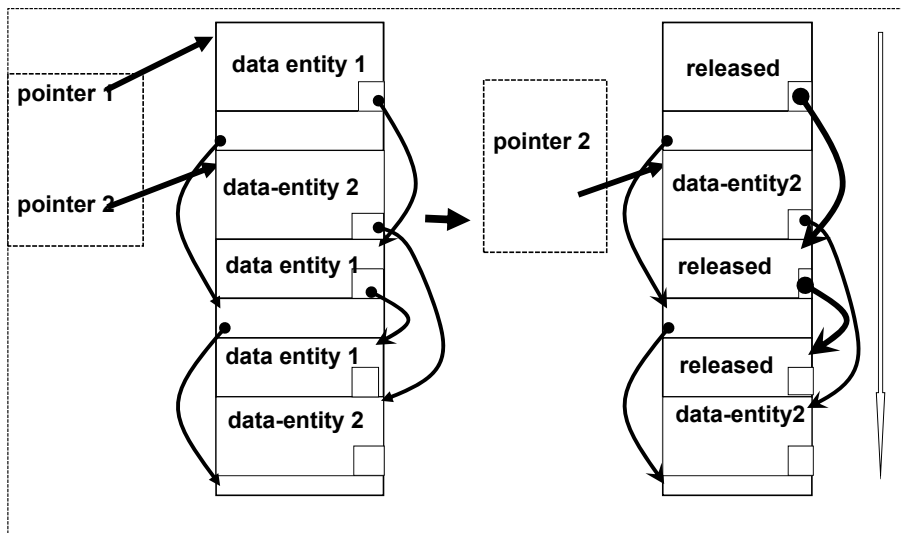 pointer 1
pointer 2
data entity 1
data-entity 2
data entity 1
data entity 1
data-entity 2
pointer 2
released
data-entity2
released
released
data-entity2